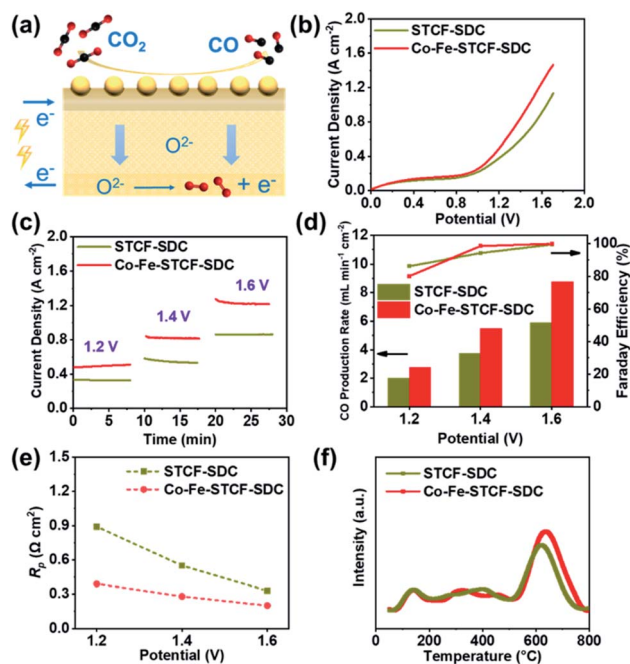 (a)
CO2
CO
e-
O2-
e-
O2-
+ e-
(b)
STCF-SDC
Co-Fe-STCF-SDC
Current Density (A cm-2)
2.0
1.6
1.2
0.8
0.4
0.0
0.0 0.4 0.8 1.2 1.6 2.0
Potential (V)
(c)
STCF-SDC
Co-Fe-STCF-SDC
Current Density (A cm-2)
2.4
2.0
1.6
1.2
0.8
0.4
0.0
1.2 V
1.4 V
1.6 V
0 5 10 15 20 25 30
Time (min)
(d)
CO Production Rate (mL min-1 cm-2)
12
10
8
6
4
2
0
STCF-SDC
Co-Fe-STCF-SDC
100
80
60
40
20
0
Faraday Efficiency (%)
1.2 1.4 1.6
Potential (V)
(e)
STCF-SDC
Co-Fe-STCF-SDC
Rp (Ω cm2)
1.5
1.2
0.9
0.6
0.3
0.0
1.2 1.4 1.6
Potential (V)
(f)
STCF-SDC
Co-Fe-STCF-SDC
Intensity (a.u.)
0 200 400 600 800
Temperature (°C)